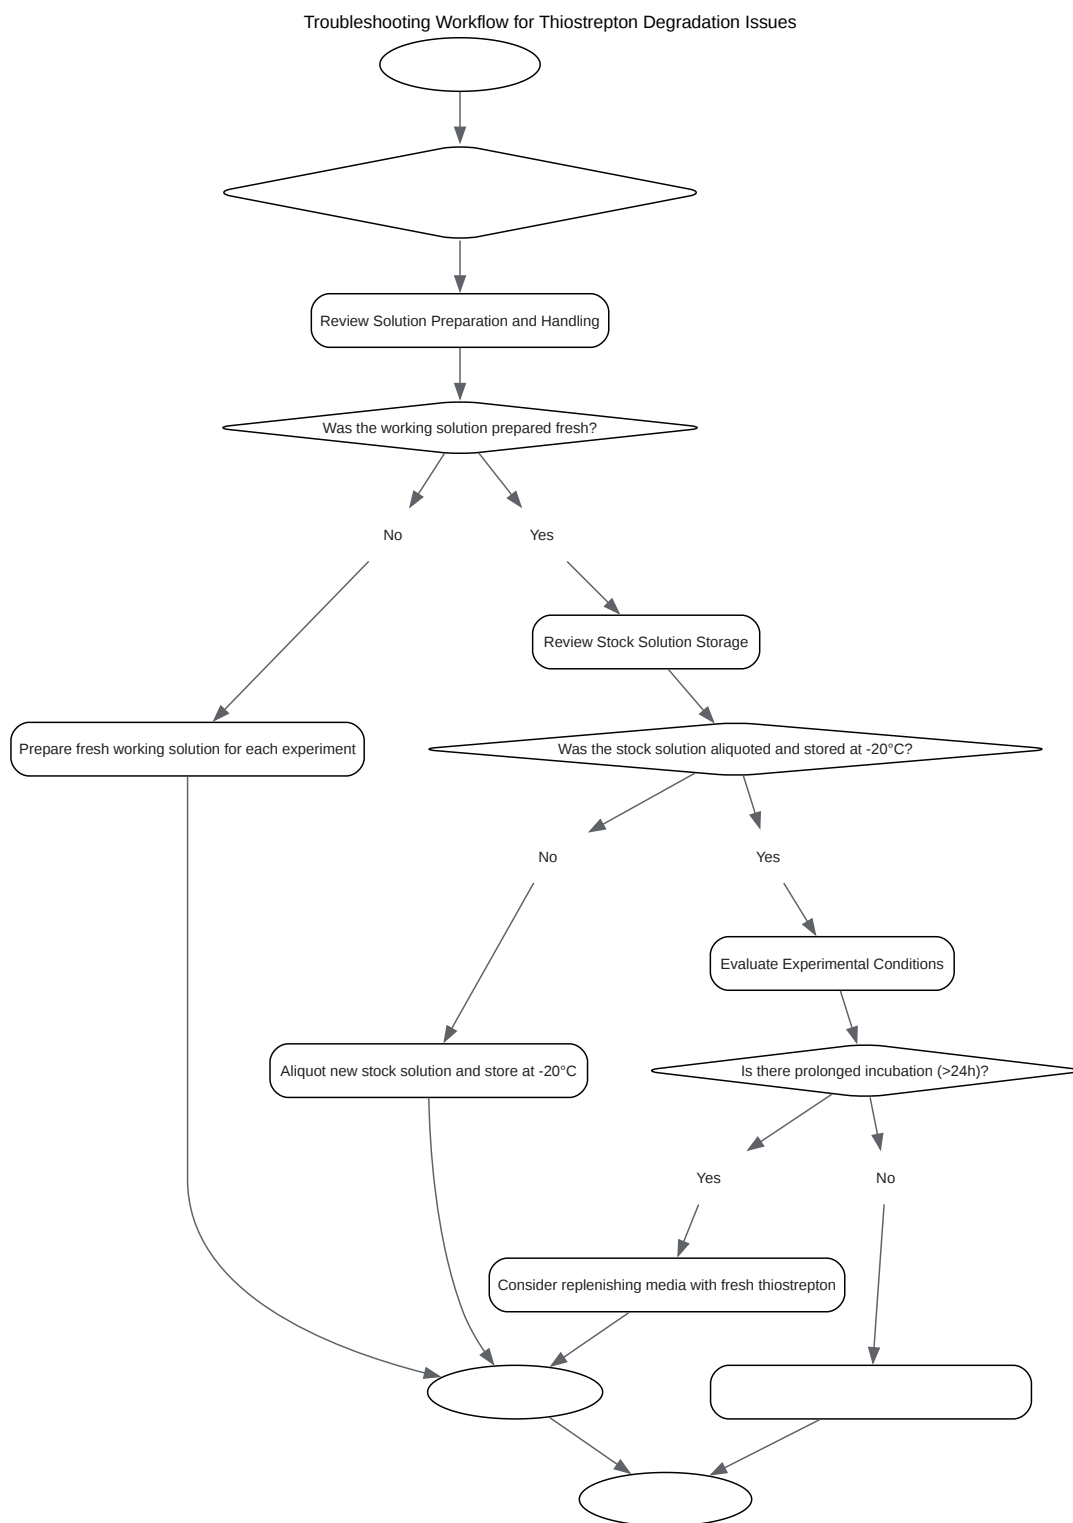 Troubleshooting Workflow for Thiostrepton Degradation Issues
Review Solution Preparation and Handling
Was the working solution prepared fresh?
No
Yes
Review Stock Solution Storage
Prepare fresh working solution for each experiment
Was the stock solution aliquoted and stored at -20°C?
No
Yes
Evaluate Experimental Conditions
Aliquot new stock solution and store at -20°C
Is there prolonged incubation (>24h)?
Yes
No
Consider replenishing media with fresh thiostrepton